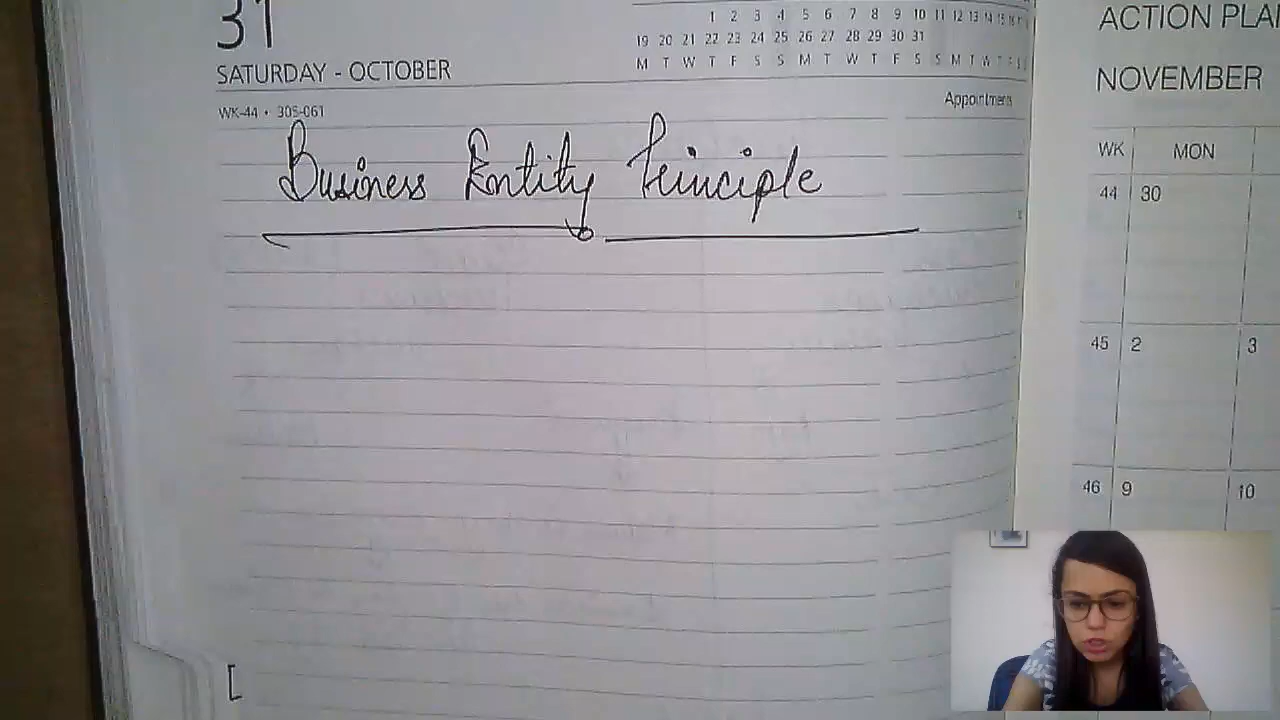 31
1 2 3 4 5 6 7 8 9 10 11 12 13 14 15 16
19 20 21 22 23 24 25 26 27 28 29 30 31
M T W T F S S M T W T F S S M T W T F S
SATURDAY - OCTOBER
WK-44 • 305-061
Appointments
Business Entity Principle
ACTION PLA
NOVEMBER
WK MON
44 30
45 2 3
46 9 10